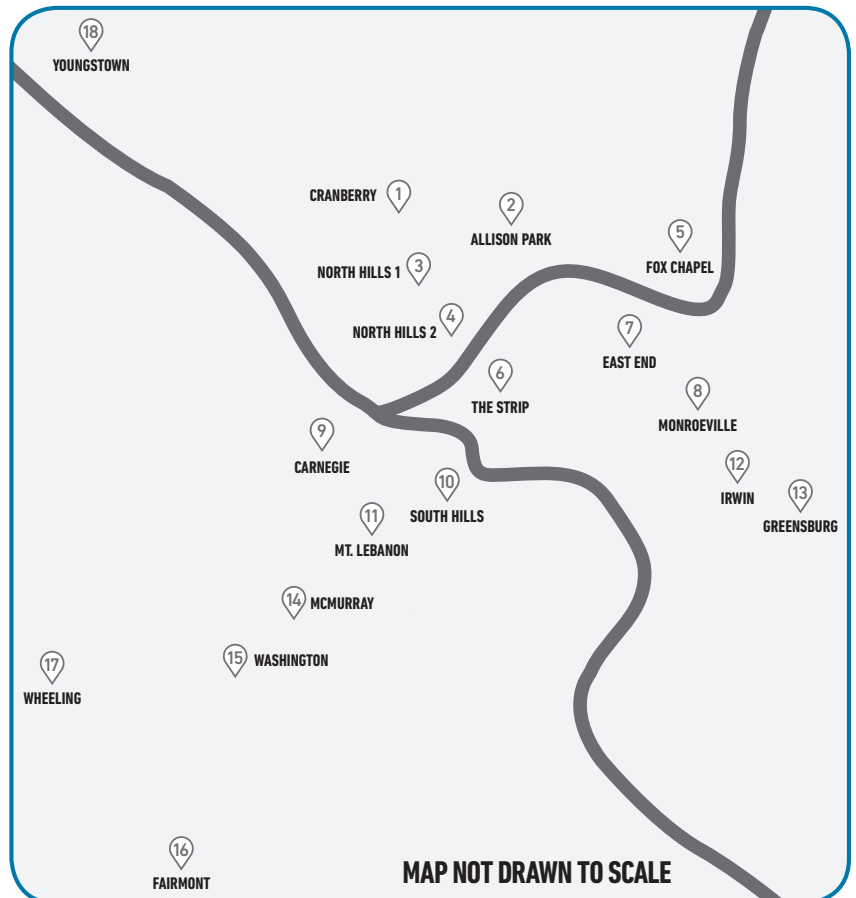 18
YOUNGSTOWN
CRANBERRY 1
2
ALLISON PARK
5
FOX CHAPEL
NORTH HILLS 1 3
4
NORTH HILLS 2
7
EAST END
6
THE STRIP
8
MONROEVILLE
9
CARNEGIE
12
IRWIN
10
SOUTH HILLS
13
GREENSBURG
11
MT. LEBANON
14 MCMURRAY
15 WASHINGTON
17
WHEELING
16
FAIRMONT
MAP NOT DRAWN TO SCALE